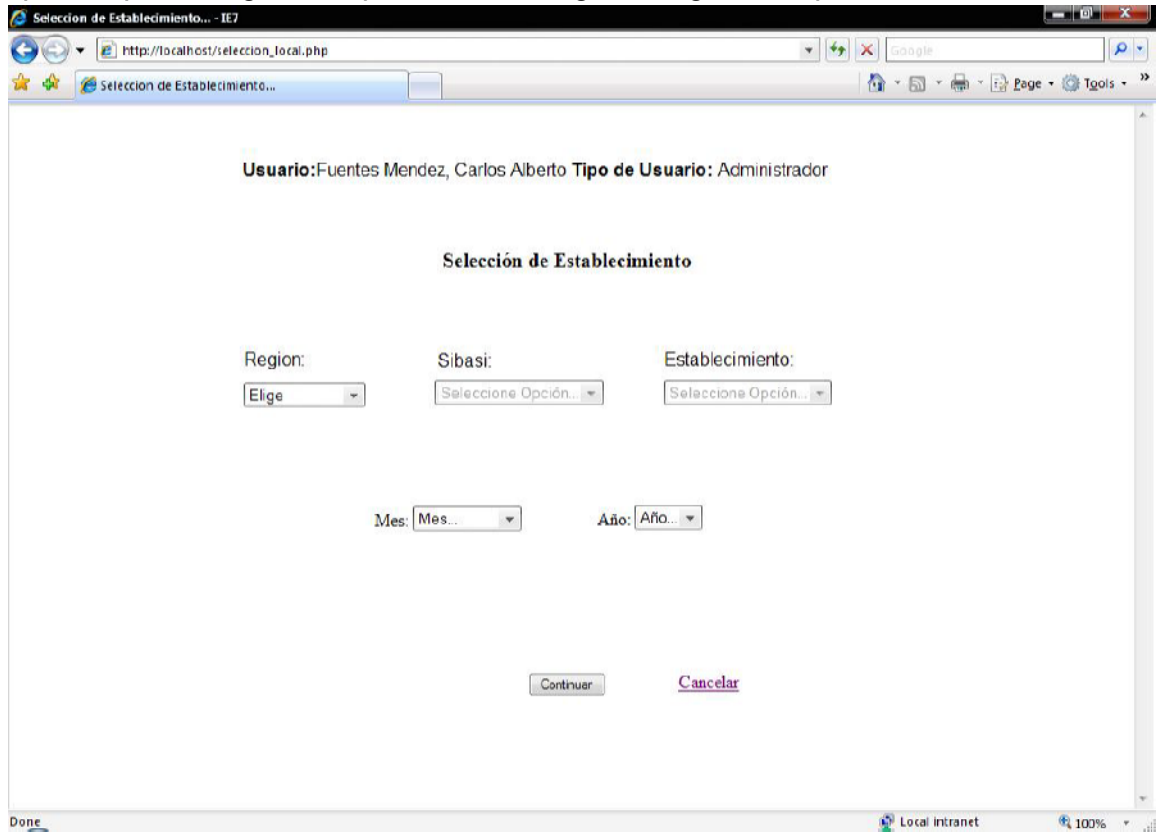 Seleccion de Establecimiento... - IE7
http://localhost/seleccion_local.php
Google
Seleccion de Establecimiento...
Page
Tools
Usuario:Fuentes Mendez, Carlos Alberto Tipo de Usuario: Administrador
Selección de Establecimiento
Region: Sibasi: Establecimiento:
Elige Seleccione Opción... Seleccione Opción...
Mes: Mes... Año: Año...
Continuar Cancelar
Done Local intranet 100%